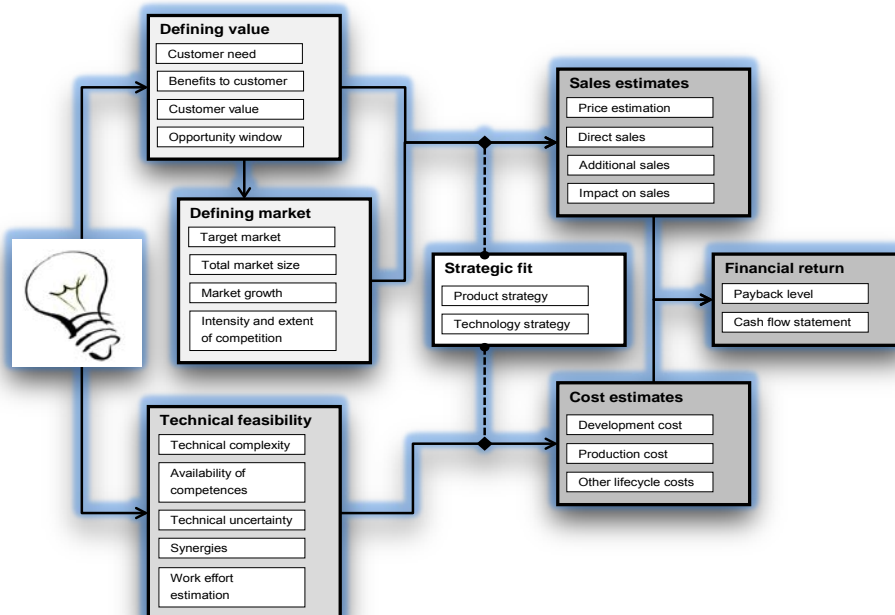 Defining value
Customer need
Benefits to customer
Customer value
Opportunity window
Defining market
Target market
Total market size
Market growth
Intensity and extent
of competition
Technical feasibility
Technical complexity
Availability of
competences
Technical uncertainty
Synergies
Work effort
estimation
Strategic fit
Product strategy
Technology strategy
Sales estimates
Price estimation
Direct sales
Additional sales
Impact on sales
Cost estimates
Development cost
Production cost
Other lifecycle costs
Financial return
Payback level
Cash flow statement